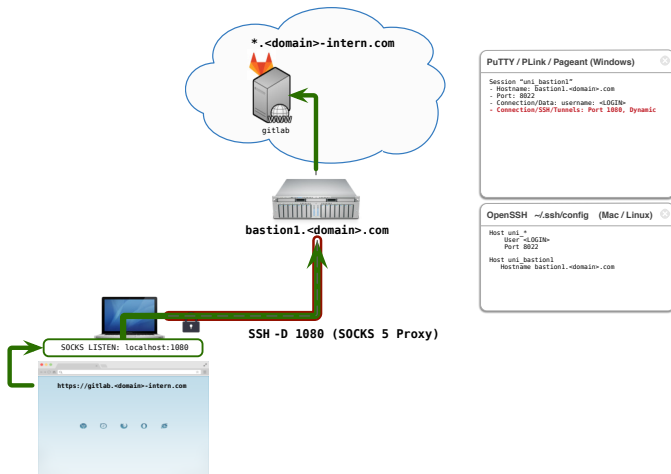 *.<domain>-intern.com
gitlab
bastion1.<domain>.com
SSH -D 1080 (SOCKS 5 Proxy)
SOCKS LISTEN: localhost:1080
https://gitlab.<domain>-intern.com
PuTTY / PLink / Pageant (Windows)
Session “uni_bastion1”
- Hostname: bastion1.<domain>.com
- Port: 8022
- Connection/Data: username: <LOGIN>
- Connection/SSH/Tunnels: Port 1080, Dynamic
OpenSSH ~/.ssh/config (Mac / Linux)
Host uni_*
User <LOGIN>
Port 8022
Host uni_bastion1
Hostname bastion1.<domain>.com